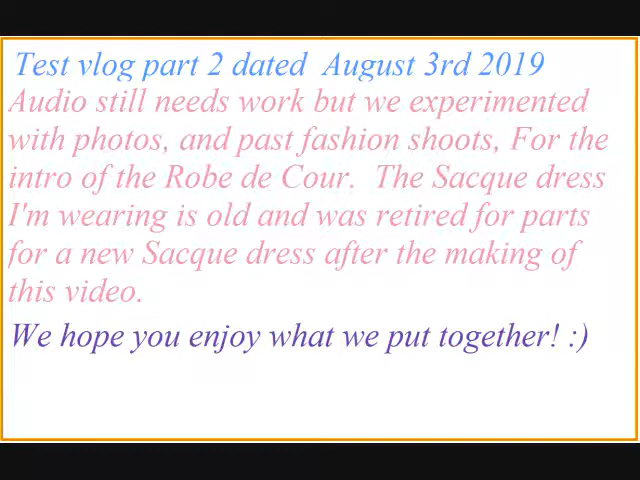 Test vlog part 2 dated  August 3rd 2019
Audio still needs work but we experimented
with photos, and past fashion shoots, For the
intro of the Robe de Cour.  The Sacque dress
I'm wearing is old and was retired for parts
for a new Sacque dress after the making of
this video.
We hope you enjoy what we put together! :)